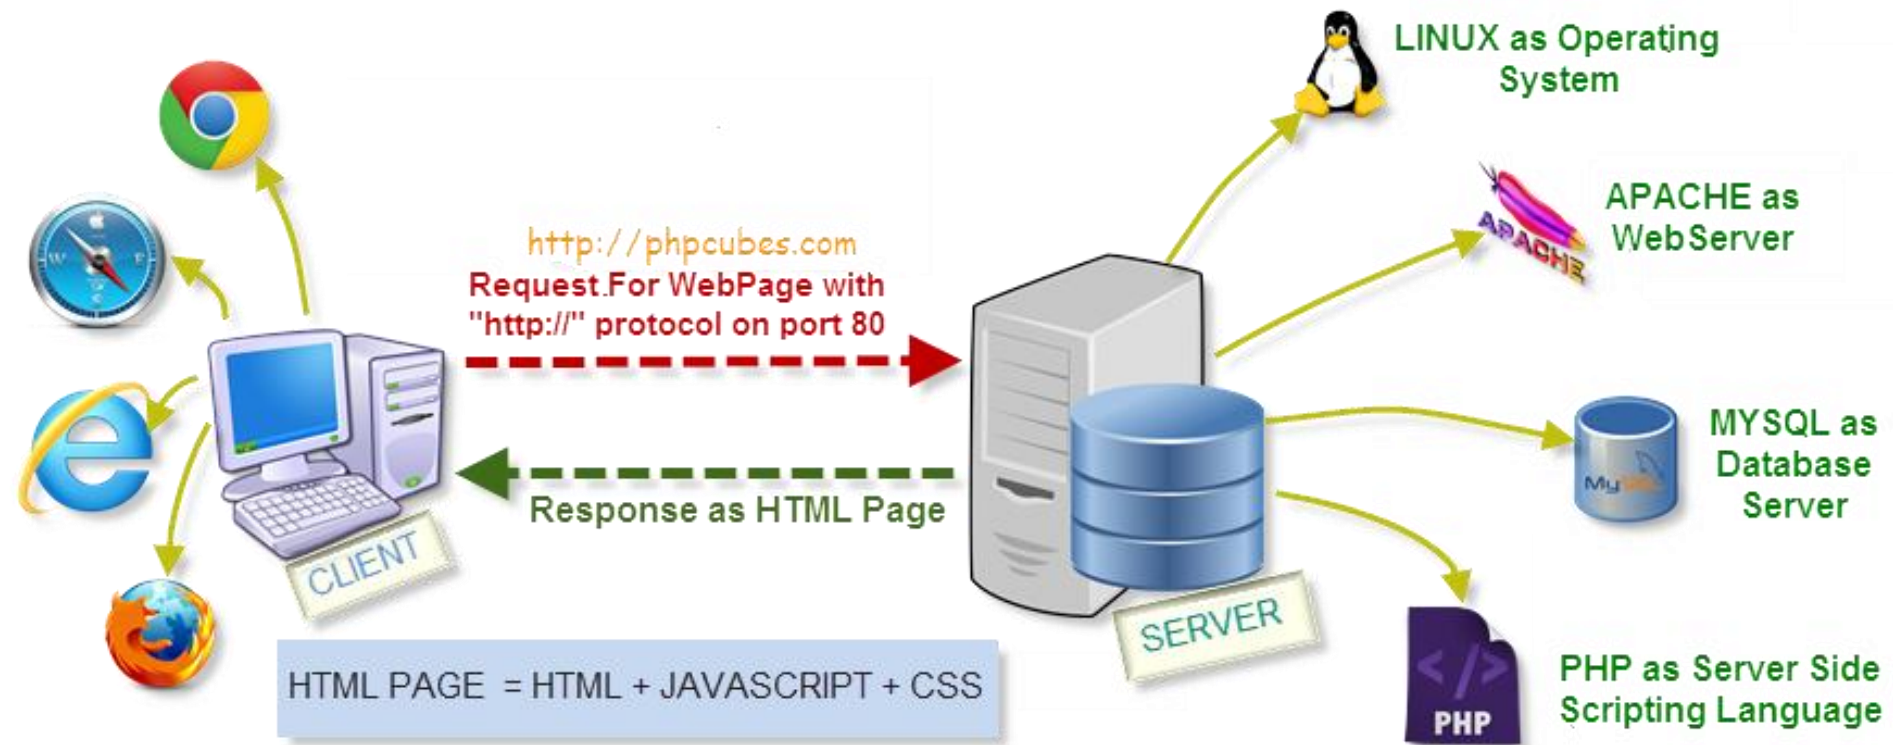 LINUX as Operating
System
APACHE
APACHE as
WebServer
http://phpcubes.com
Request.For WebPage with
"http://" protocol on port 80
W
E
MYSQL as
Database
Server
My
Response as HTML Page
CLIENT
SERVER
HTML PAGE = HTML + JAVASCRIPT + CSS
</>
PHP
PHP as Server Side
Scripting Language